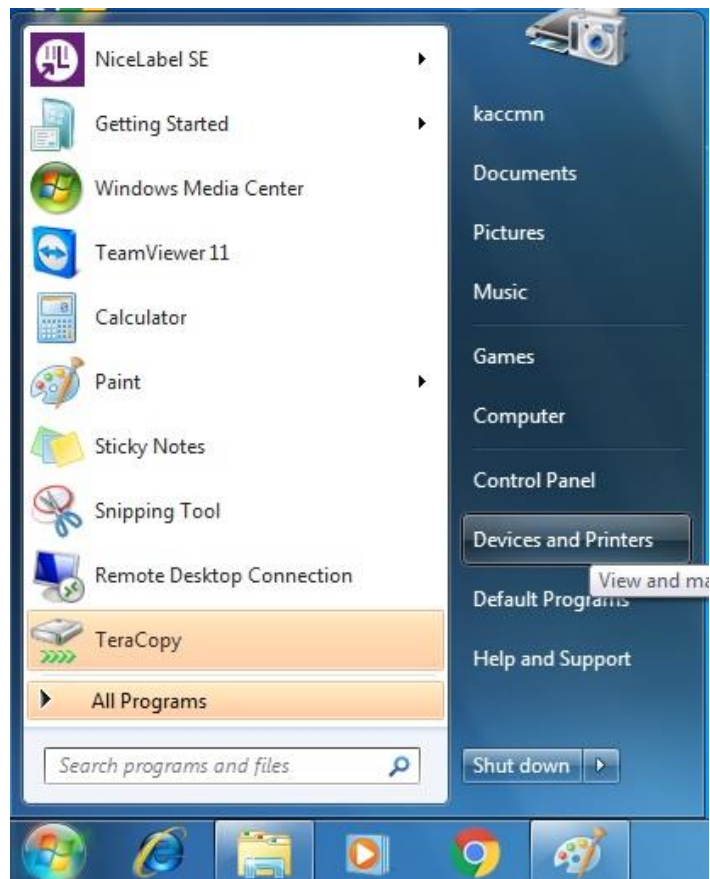 NiceLabel SE
Getting Started
Windows Media Center
TeamViewer 11
Calculator
Paint
Sticky Notes
Snipping Tool
Remote Desktop Connection
TeraCopy
All Programs
Search programs and files
kaccmn
Documents
Pictures
Music
Games
Computer
Control Panel
Devices and Printers
View and ma
Default Programs
Help and Support
Shut down